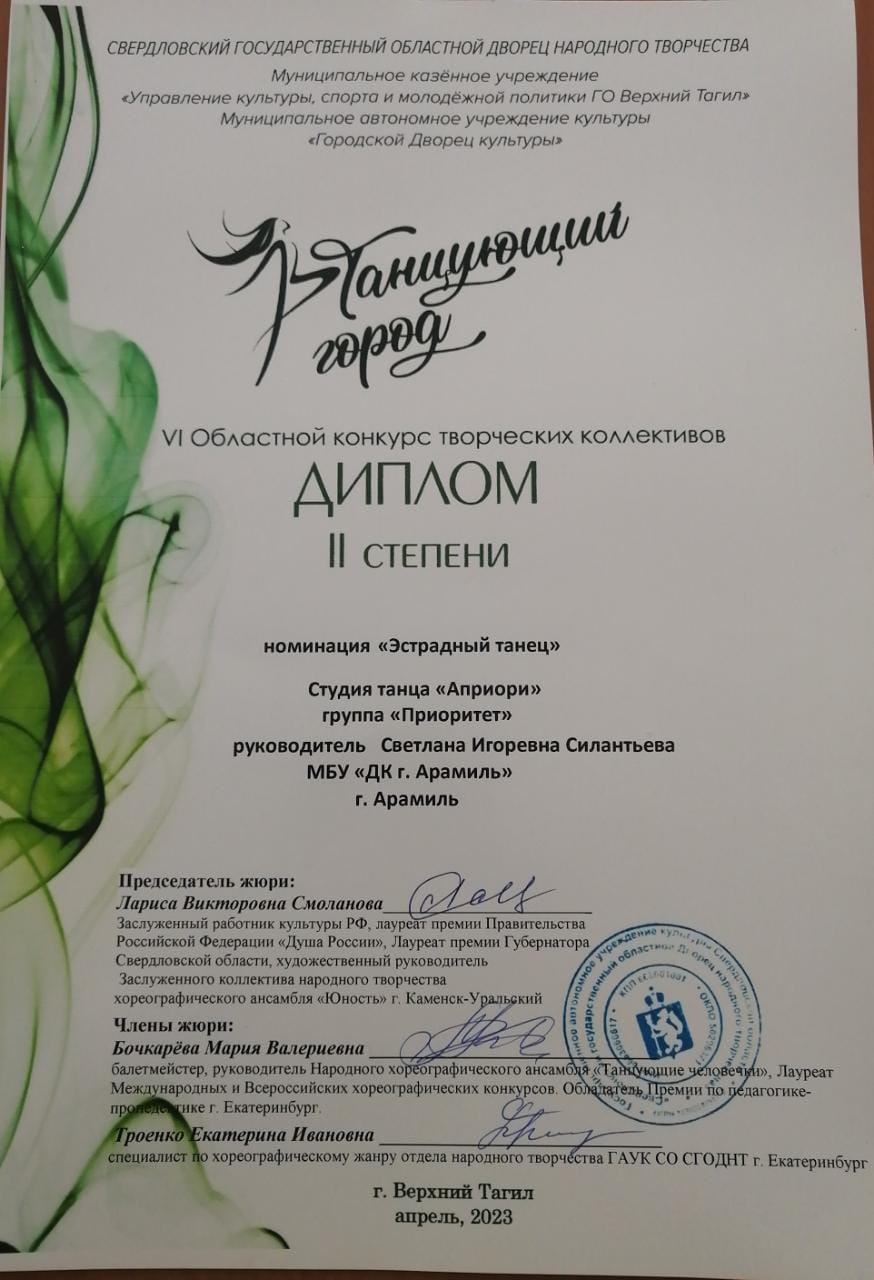 СВЕРДЛОВСКИЙ ГОСУДАРСТВЕННЫЙ ОБЛАСТНОЙ ДВОРЕЦ НАРОДНОГО ТВОРЧЕСТВА
Муниципальное казённое учреждение
«Управление культуры, спорта и молодёжной политики ГО Верхний Тагил»
Муниципальное автономное учреждение культуры
«Городской Дворец культуры»
Танцующий
город
VI Областной конкурс творческих коллективов
ДИПЛОМ
II СТЕПЕНИ
номинация «Эстрадный танец»
Студия танца «Априори»
группа «Приоритет»
руководитель Светлана Игоревна Силантьева
МБУ «ДК г. Арамиль»
г. Арамиль
Председатель жюри:
Лариса Викторовна Смоланова
Заслуженный работник культуры РФ, лауреат премии Правительства
Российской Федерации «Душа России», Лауреат премии Губернатора
Свердловской области, художественный руководитель
Заслуженного коллектива народного творчества
хореографического ансамбля «Юность» г. Каменск-Уральский
Члены жюри:
Бочкарёва Мария Валериевна
балетмейстер, руководитель Народного хореографического ансамбля «Танцующие человечки», Лауреат
Международных и Всероссийских хореографических конкурсов. Обладатель Премии по педагогике-
пропедевтике г. Екатеринбург.
Троенко Екатерина Ивановна
специалист по хореографическому жанру отдела народного творчества ГАУК СО СГОДНТ г. Екатеринбург
г. Верхний Тагил
апрель, 2023